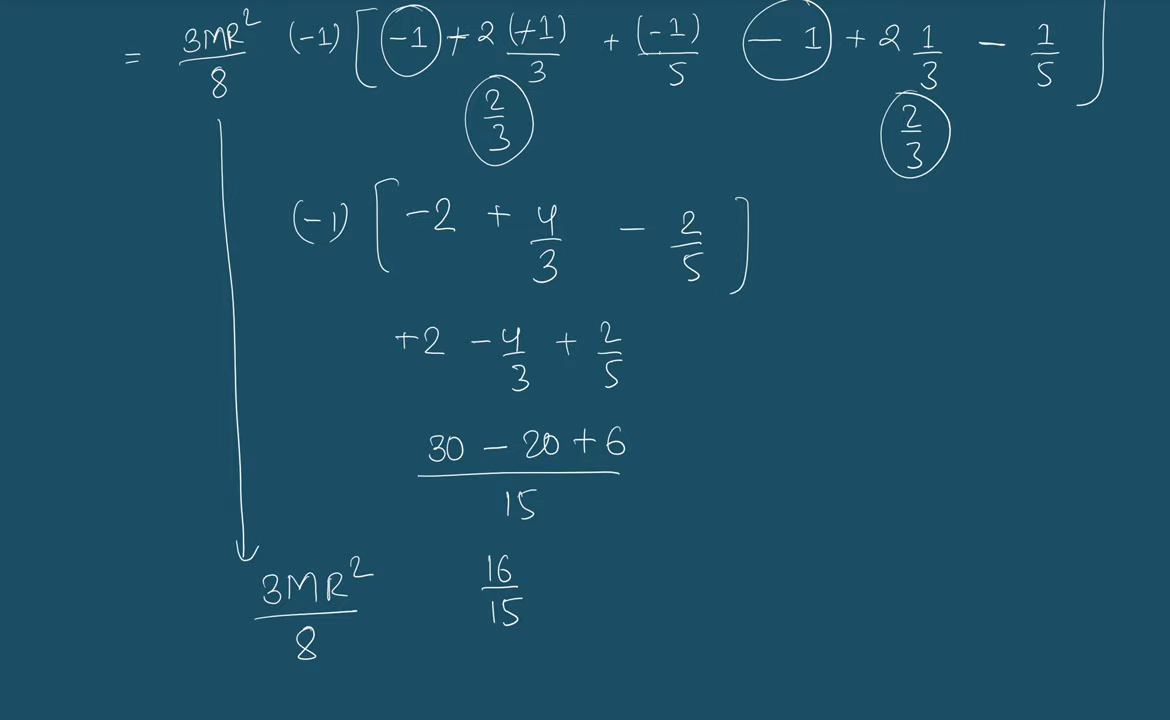 = 3MR²/8 (-1) [ -1 + 2 (+1)/3 + (-1)/5 - 1 + 2 1/3 - 1/5 ]
2/3 2/3
(-1) [ -2 + 4/3 - 2/5 ]
+2 - 4/3 + 2/5
30 - 20 + 6
15
3MR²/8 16/15